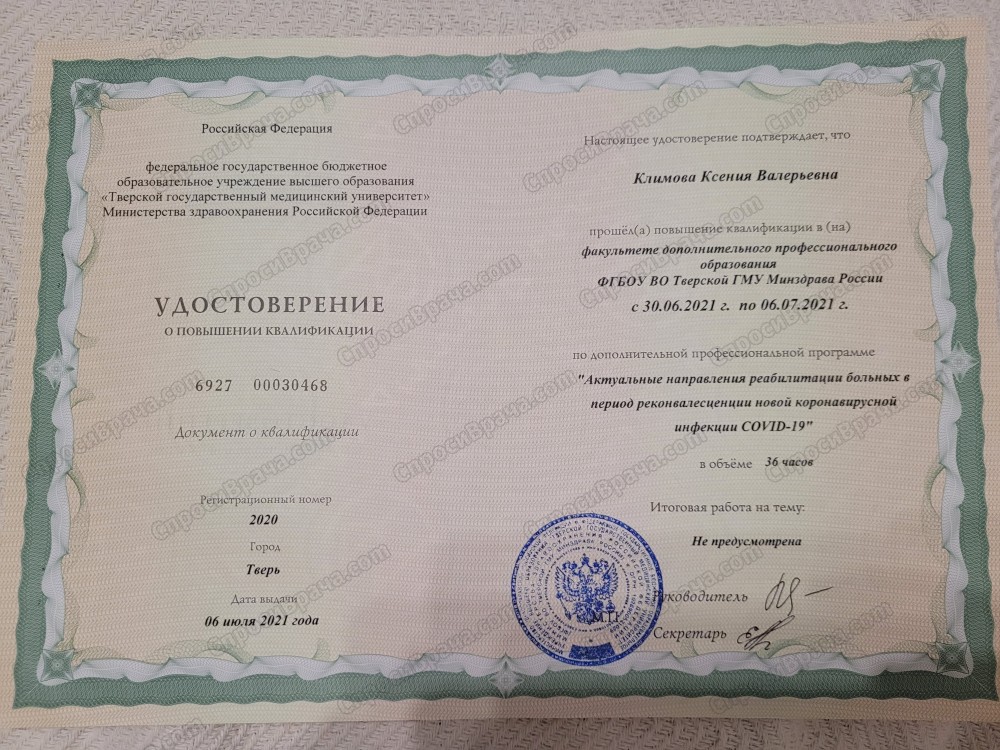 Российская Федерация
федеральное государственное бюджетное
образовательное учреждение высшего образования
«Тверской государственный медицинский университет»
Министерства здравоохранения Российской Федерации
УДОСТОВЕРЕНИЕ
О ПОВЫШЕНИИ КВАЛИФИКАЦИИ
6927 00030468
Документ о квалификации
Регистрационный номер
2020
Город
Тверь
Дата выдачи
06 июля 2021 года
Настоящее удостоверение подтверждает, что
Климова Ксения Валерьевна
прошёл(а) повышение квалификации в (на)
факультете дополнительного профессионального
образования
ФГБОУ ВО Тверской ГМУ Минздрава России
с 30.06.2021 г. по 06.07.2021 г.
по дополнительной профессиональной программе
"Актуальные направления реабилитации больных в
период реконвалесценции новой коронавирусной
инфекции COVID-19"
в объёме 36 часов
Итоговая работа на тему:
Не предусмотрена
М.П.
Руководитель
Секретарь
СпросиВрача.com